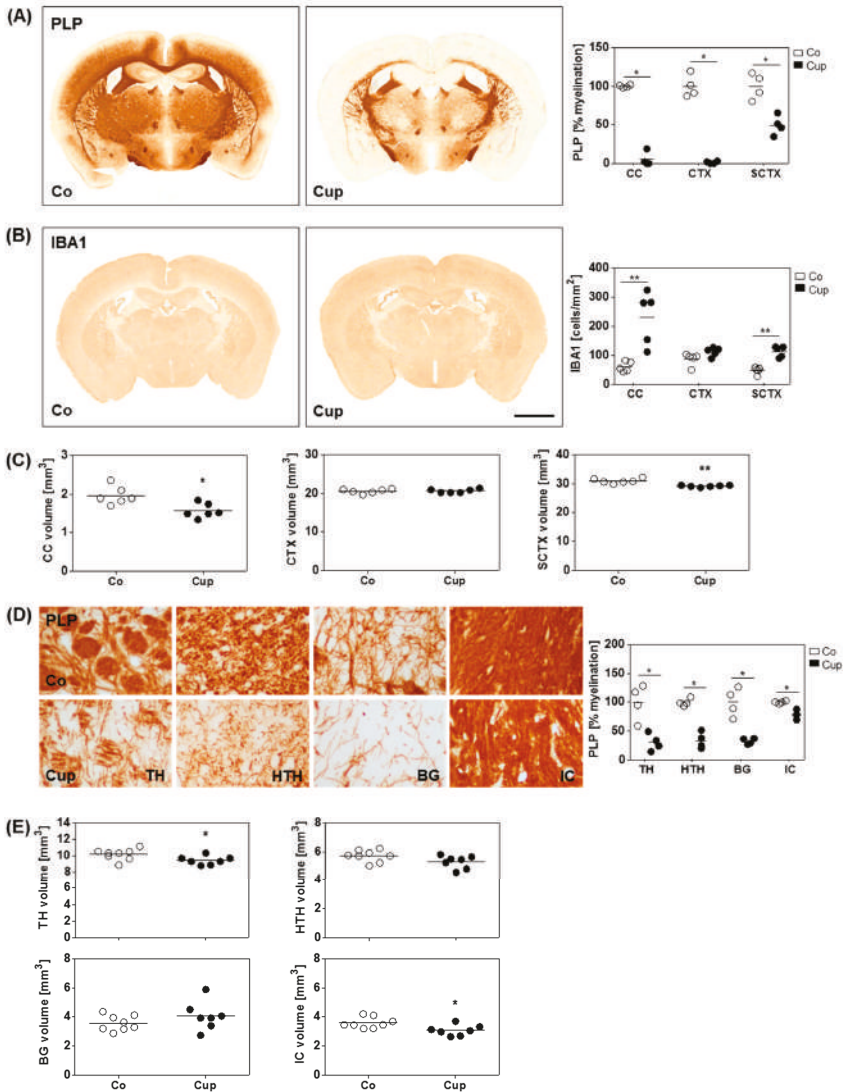 (A)
PLP
Co
Cup
PLP [% myelination]
150
100
50
0
*
*
*
CC
CTX
SCTX
Co
Cup
(B)
IBA1
Co
Cup
IBA1 [cells/mm²]
400
300
200
100
0
**
**
CC
CTX
SCTX
Co
Cup
(C)
CC volume [mm³]
3
2
1
0
*
Co
Cup
CTX volume [mm³]
30
20
10
0
Co
Cup
SCTX volume [mm³]
40
30
20
10
0
**
Co
Cup
(D)
PLP
Co
Cup
TH
HTH
BG
IC
PLP [% myelination]
200
150
100
50
0
*
*
*
*
TH
HTH
BG
IC
Co
Cup
(E)
TH volume [mm³]
14
12
10
8
6
4
2
0
*
HTH volume [mm³]
8
6
4
2
0
BG volume [mm³]
8
6
4
2
0
Co
Cup
IC volume [mm³]
8
6
4
2
0
*
Co
Cup